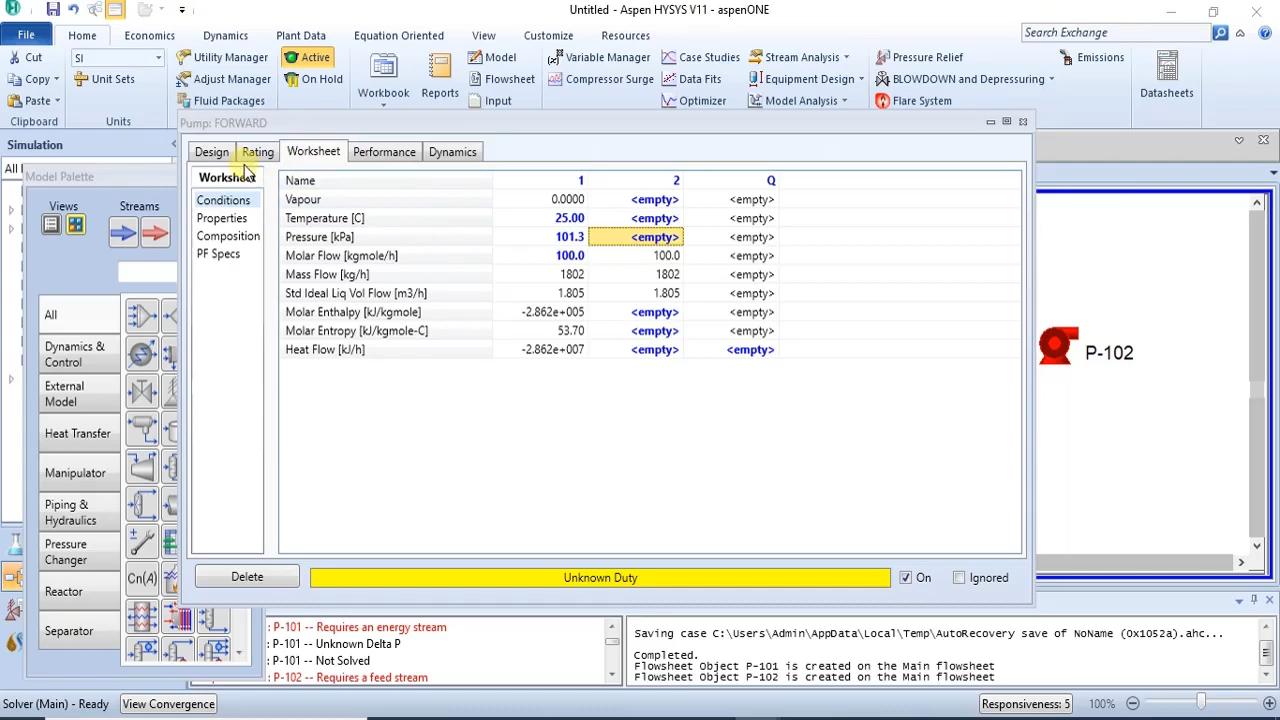 Untitled - Aspen HYSYS V11 - aspenONE
File
Home
Economics
Dynamics
Plant Data
Equation Oriented
View
Customize
Resources
Search Exchange
Cut
SI
Utility Manager
Active
Model
Variable Manager
Case Studies
Stream Analysis
Pressure Relief
Emissions
Copy
Unit Sets
Adjust Manager
On Hold
Flowsheet
Compressor Surge
Data Fits
Equipment Design
BLOWDOWN and Depressuring
Paste
Fluid Packages
Workbook
Reports
Input
Optimizer
Model Analysis
Flare System
Datasheets
Clipboard
Units
Simulation
Pump: FORWARD
All
Model Palette
Design
Rating
Worksheet
Performance
Dynamics
Views
Streams
Worksheet
Conditions
Properties
Composition
PF Specs
Name 1 2 Q
Vapour 0.0000 <empty> <empty>
Temperature [C] 25.00 <empty> <empty>
Pressure [kPa] 101.3 <empty> <empty>
Molar Flow [kgmole/h] 100.0 100.0 <empty>
Mass Flow [kg/h] 1802 1802 <empty>
Std Ideal Liq Vol Flow [m3/h] 1.805 1.805 <empty>
Molar Enthalpy [kJ/kgmole] -2.862e+005 <empty> <empty>
Molar Entropy [kJ/kgmole-C] 53.70 <empty> <empty>
Heat Flow [kJ/h] -2.862e+007 <empty> <empty>
All
Dynamics & Control
External Model
Heat Transfer
Manipulator
Piping & Hydraulics
Pressure Changer
Reactor
Separator
Cn(A)
P-102
Delete
Unknown Duty
On
Ignored
: P-101 -- Requires an energy stream
: P-101 -- Unknown Delta P
: P-101 -- Not Solved
: P-102 -- Requires a feed stream
Saving case C:\Users\Admin\AppData\Local\Temp\AutoRecovery save of NoName (0x1052a).ahc...
Completed.
Flowsheet Object P-101 is created on the Main flowsheet
Flowsheet Object P-102 is created on the Main flowsheet
Solver (Main) - Ready
View Convergence
Responsiveness: 5
100%